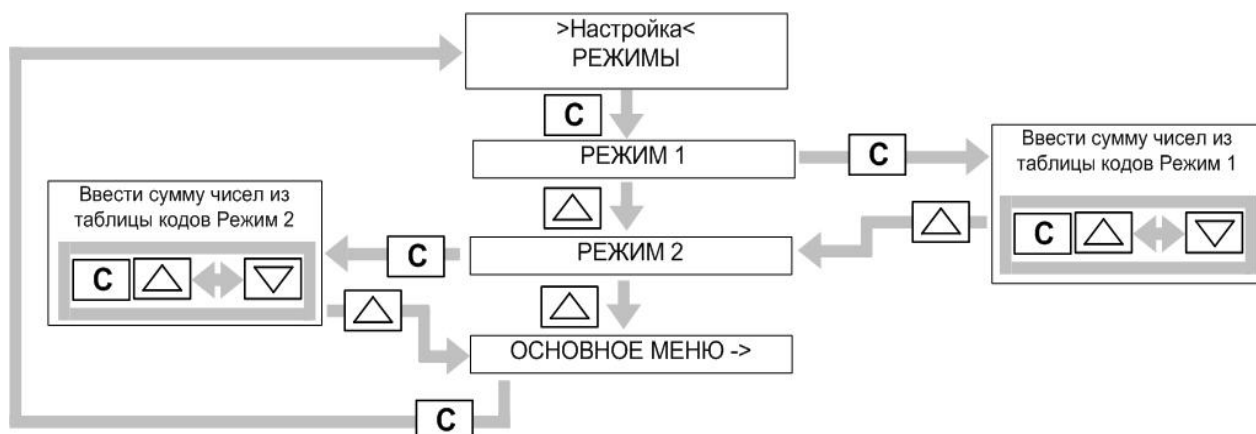 >Настройка<
РЕЖИМЫ
C
РЕЖИМ 1
C
Ввести сумму чисел из
таблицы кодов Режим 1
C
Ввести сумму чисел из
таблицы кодов Режим 2
C
C
РЕЖИМ 2
ОСНОВНОЕ МЕНЮ ->
C